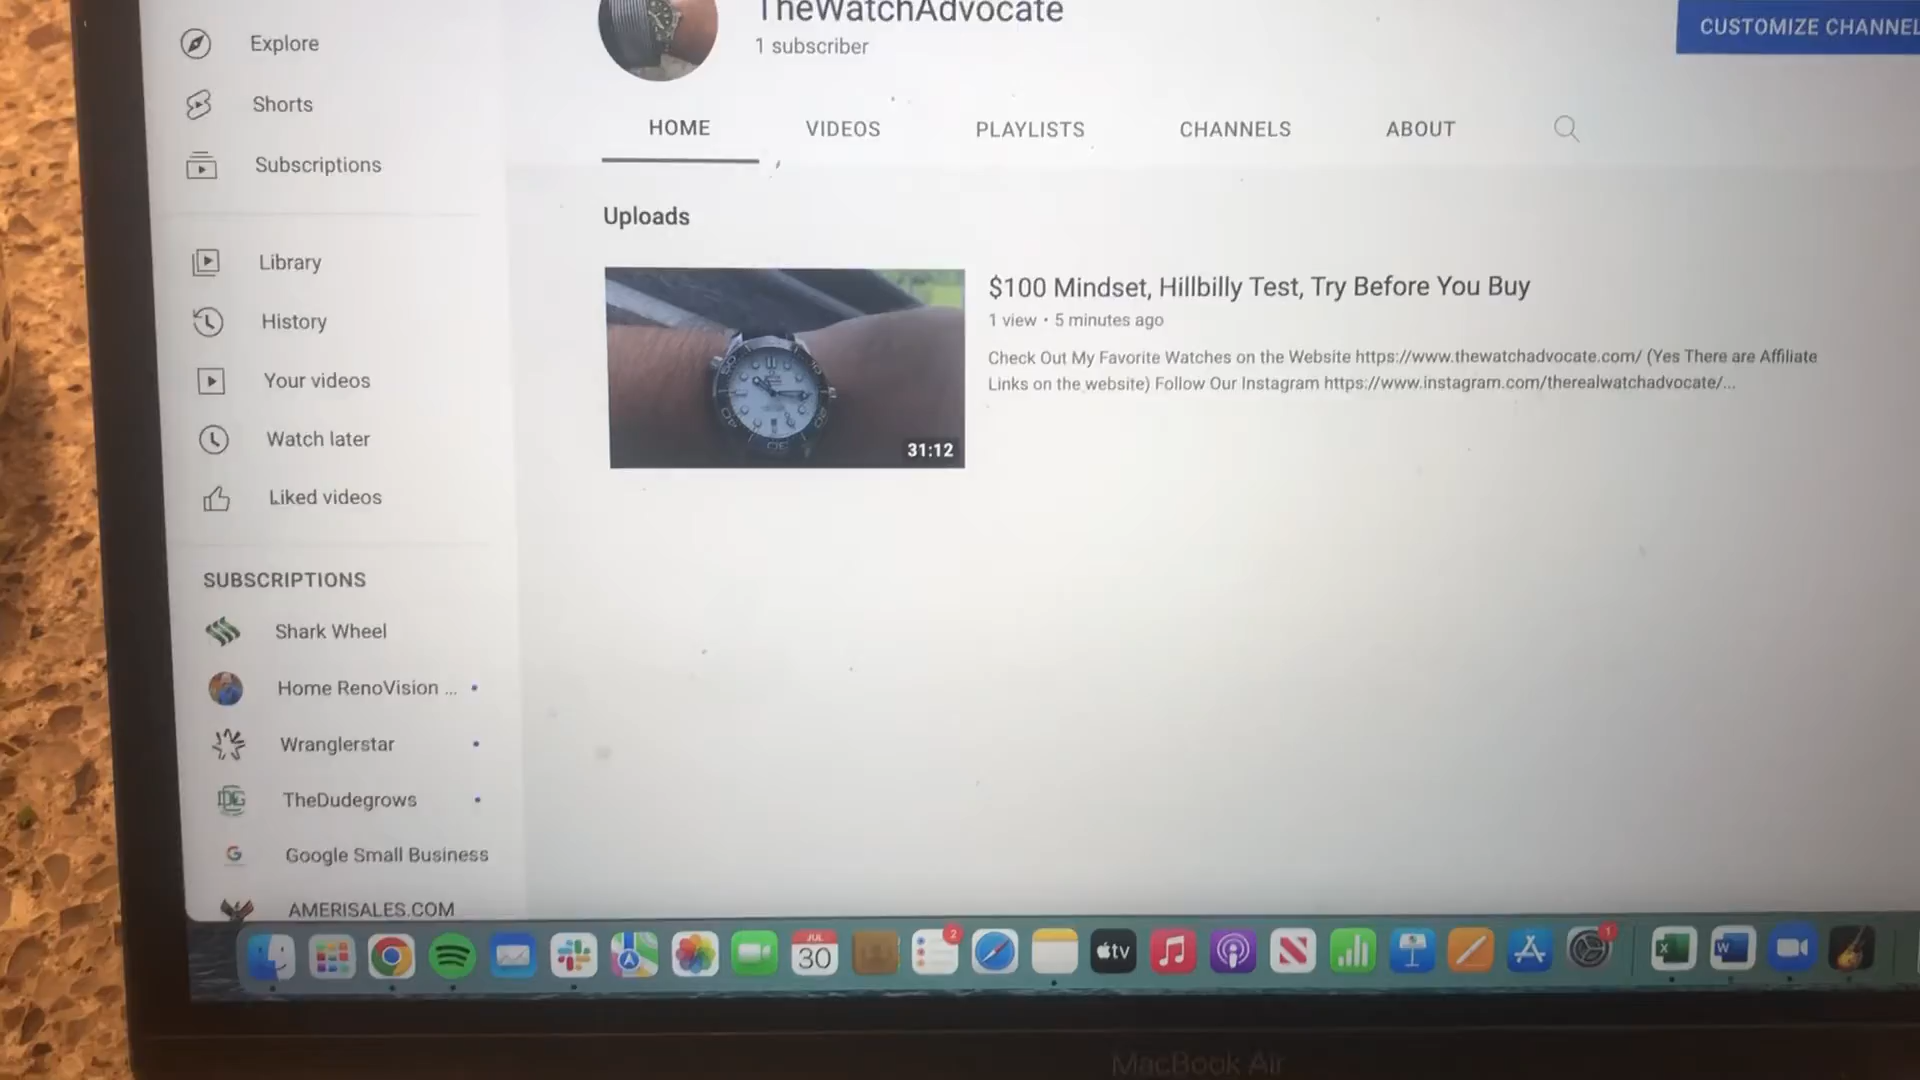 TheWatchAdvocate
1 subscriber
CUSTOMIZE CHANNEL
Explore
Shorts
Subscriptions
HOME
VIDEOS
PLAYLISTS
CHANNELS
ABOUT
Uploads
31:12
$100 Mindset, Hillbilly Test, Try Before You Buy
1 view • 5 minutes ago
Check Out My Favorite Watches on the Website https://www.thewatchadvocate.com/ (Yes There are Affiliate
Links on the website) Follow Our Instagram https://www.instagram.com/therealwatchadvocate/...
Library
History
Your videos
Watch later
Liked videos
SUBSCRIPTIONS
Shark Wheel
Home RenoVision ...
Wranglerstar
TheDudegrows
Google Small Business
AMERISALES.COM
JUL
30
2
tv
1
X
W
MacBook Air